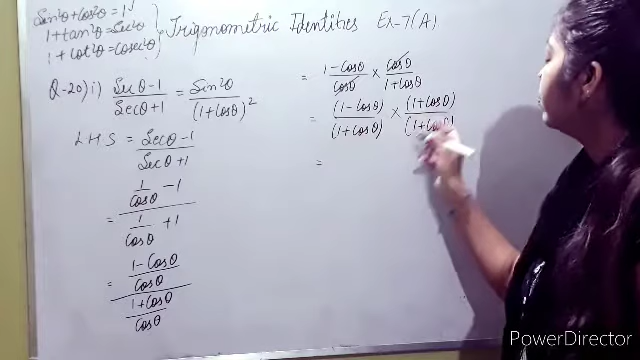 Sin²θ + Cos²θ = 1
1 + tan²θ = Sec²θ
1 + Cot²θ = Cosec²θ
Trigonometric Identities Ex-7(A)
Q-20) i) Secθ-1 / Secθ+1 = Sin²θ / (1+Cosθ)²
LHS = Secθ-1 / Secθ+1
= 1/Cosθ - 1 / 1/Cosθ + 1
= 1-Cosθ/Cosθ / 1+Cosθ/Cosθ
= 1-Cosθ/Cosθ × Cosθ/1+Cosθ
= (1-Cosθ)/(1+Cosθ) × (1+Cosθ)/(1+Cosθ)
=
PowerDirector